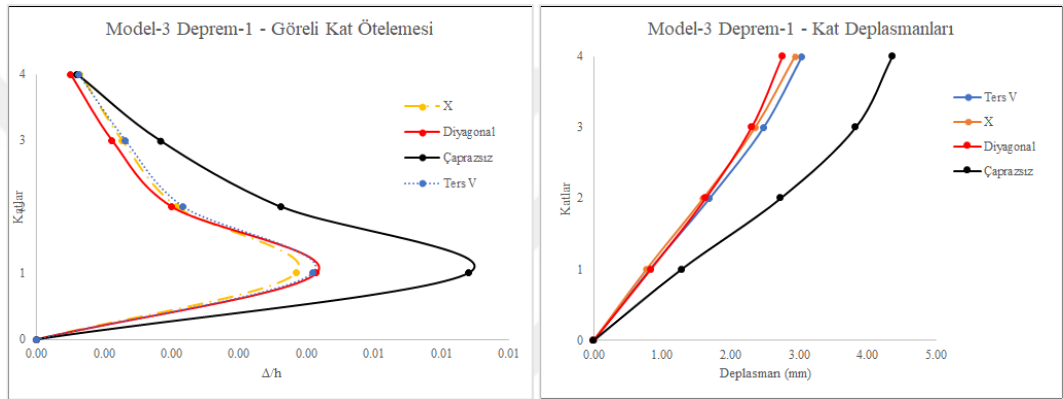 Model-3 Deprem-1 - Göreli Kat Ötelemesi
4
3
1
0
Katlar
X
Diyagonal
Çaprazsız
Ters V
0.00 0.00 0.00 0.00 0.00 0.01 0.01 0.01
Δ/h
Model-3 Deprem-1 - Kat Deplasmanları
4
3
2
1
0
Katlar
Ters V
X
Diyagonal
Çaprazsız
0.00 1.00 2.00 3.00 4.00 5.00
Deplasman (mm)